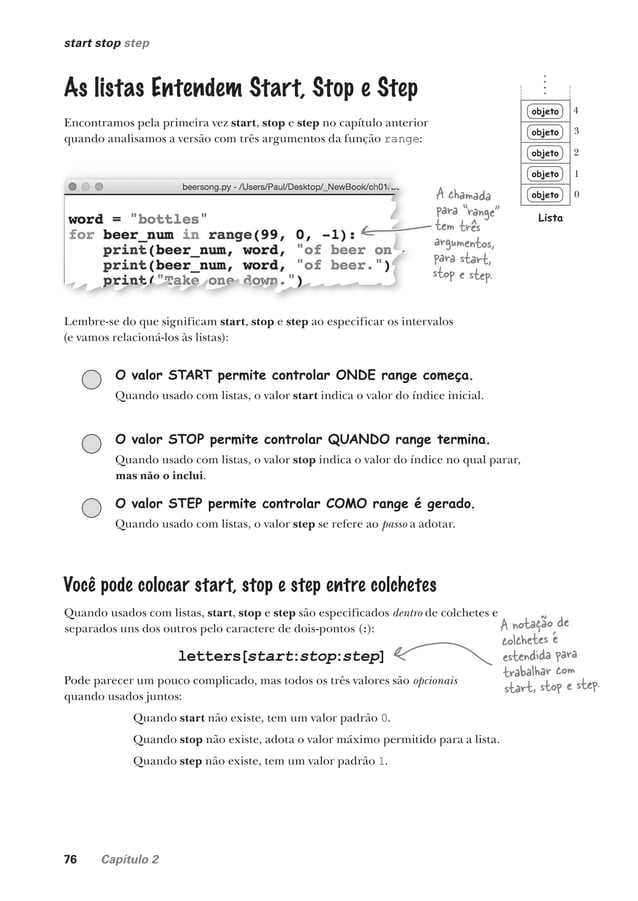 start stop step
As listas Entendem Start, Stop e Step
Encontramos pela primeira vez start, stop e step no capítulo anterior
quando analisamos a versão com três argumentos da função range:
objeto 4
objeto 3
objeto 2
objeto 1
objeto 0
Lista
beersong.py - /Users/Paul/Desktop/_NewBook/ch01/
word = "bottles"
for beer_num in range(99, 0, -1):
print(beer_num, word, "of beer on
print(beer_num, word, "of beer.")
print("Take one down.")
A chamada
para “range”
tem três
argumentos,
para start,
stop e step.
Lembre-se do que significam start, stop e step ao especificar os intervalos
(e vamos relacioná-los às listas):
O valor START permite controlar ONDE range começa.
Quando usado com listas, o valor start indica o valor do índice inicial.
O valor STOP permite controlar QUANDO range termina.
Quando usado com listas, o valor stop indica o valor do índice no qual parar,
mas não o inclui.
O valor STEP permite controlar COMO range é gerado.
Quando usado com listas, o valor step se refere ao passo a adotar.
Você pode colocar start, stop e step entre colchetes
Quando usados com listas, start, stop e step são especificados dentro de colchetes e
separados uns dos outros pelo caractere de dois-pontos (:):
letters[start:stop:step]
A notação de
colchetes é
estendida para
trabalhar com
start, stop e step.
Pode parecer um pouco complicado, mas todos os três valores são opcionais
quando usados juntos:
Quando start não existe, tem um valor padrão 0.
Quando stop não existe, adota o valor máximo permitido para a lista.
Quando step não existe, tem um valor padrão 1.
76 Capítulo 2